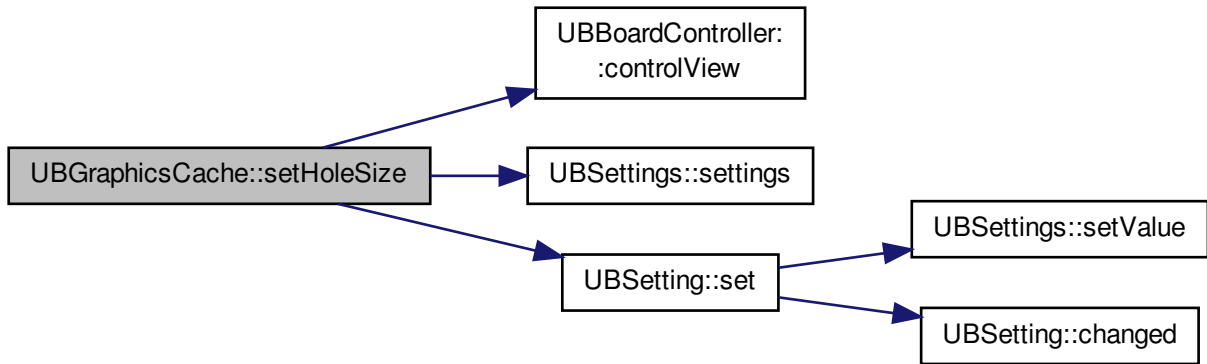 UBBoardController:
:controlView
UBGraphicsCache::setHoleSize
UBSettings::settings
UBSettings::setValue
UBSetting::set
UBSetting::changed